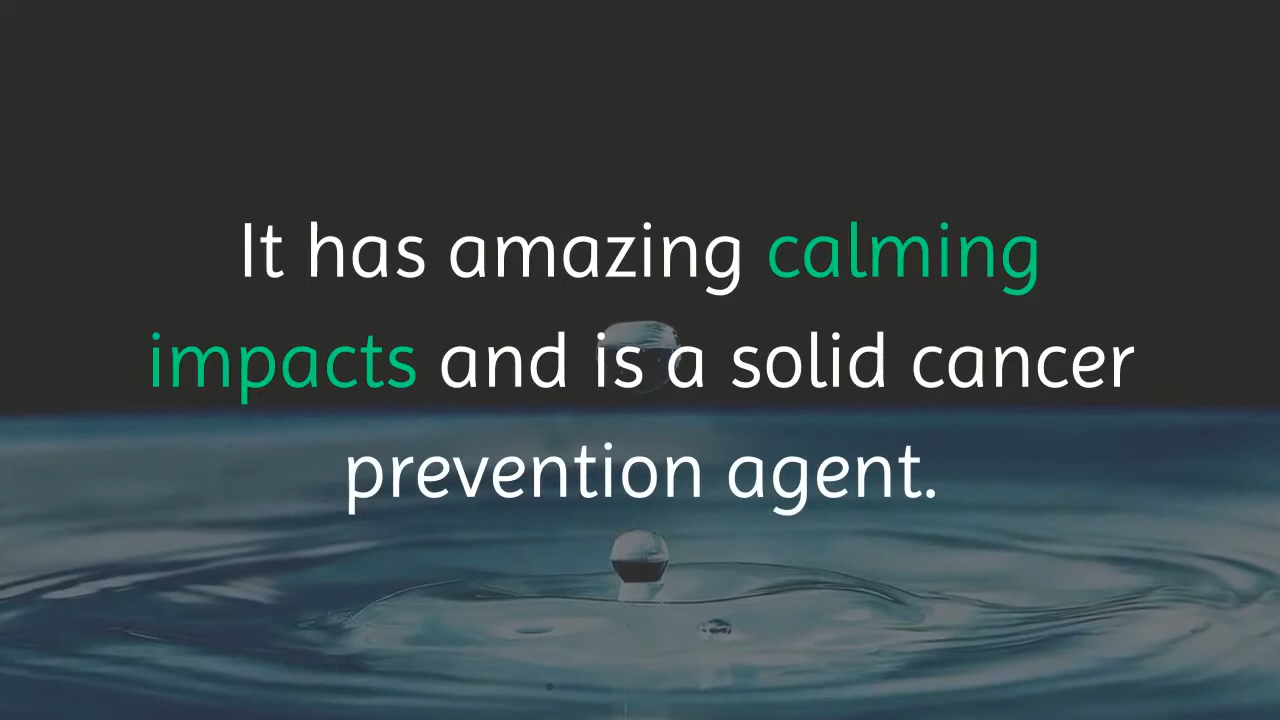 It has amazing calming
impacts and is a solid cancer
prevention agent.